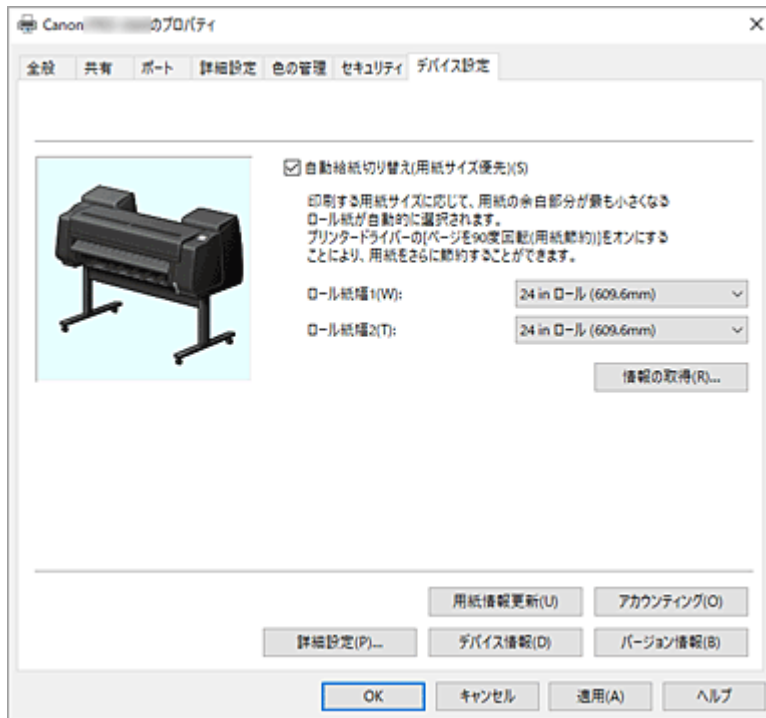 Canon のプロパティ
全般 共有 ポート 詳細設定 色の管理 セキュリティ デバイス設定
自動給紙切り替え(用紙サイズ優先)(S)
印刷する用紙サイズに応じて、用紙の余白部分が最も小さくなる
ロール紙が自動的に選択されます。
プリンタードライバーの[ページを90度回転(用紙節約)]をオンにする
ことにより、用紙をさらに節約することができます。
ロール紙幅1(W): 24 in ロール (609.6mm)
ロール紙幅2(T): 24 in ロール (609.6mm)
情報の取得(R)...
用紙情報更新(U) アカウンティング(O)
詳細設定(P)... デバイス情報(D) バージョン情報(B)
OK キャンセル 適用(A) ヘルプ